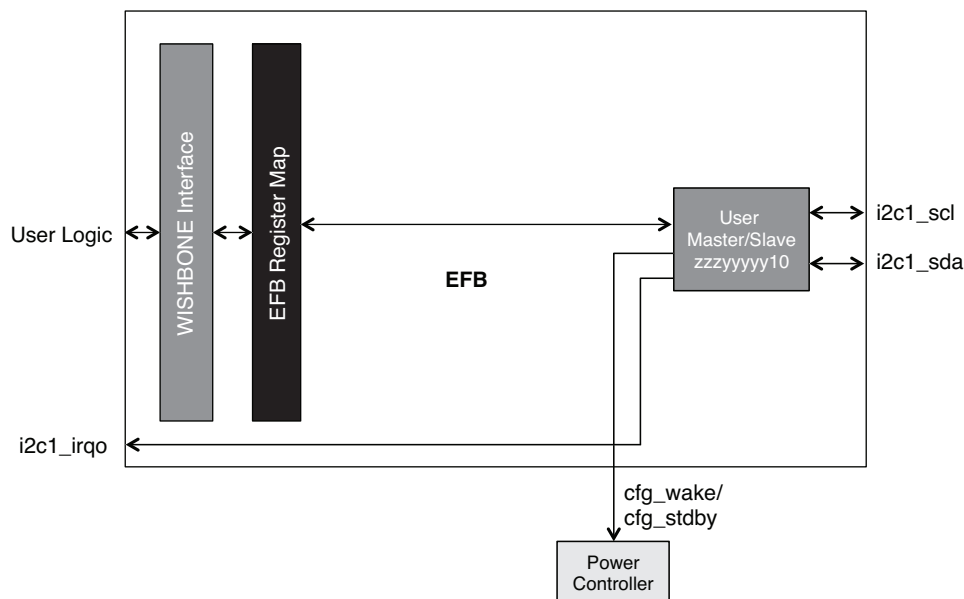 WISHBONE Interface
EFB Register Map
User Logic
EFB
User
Master/Slave
zzzyyyyy10
i2c1_scl
i2c1_sda
i2c1_irqo
cfg_wake/
cfg_stdby
Power
Controller